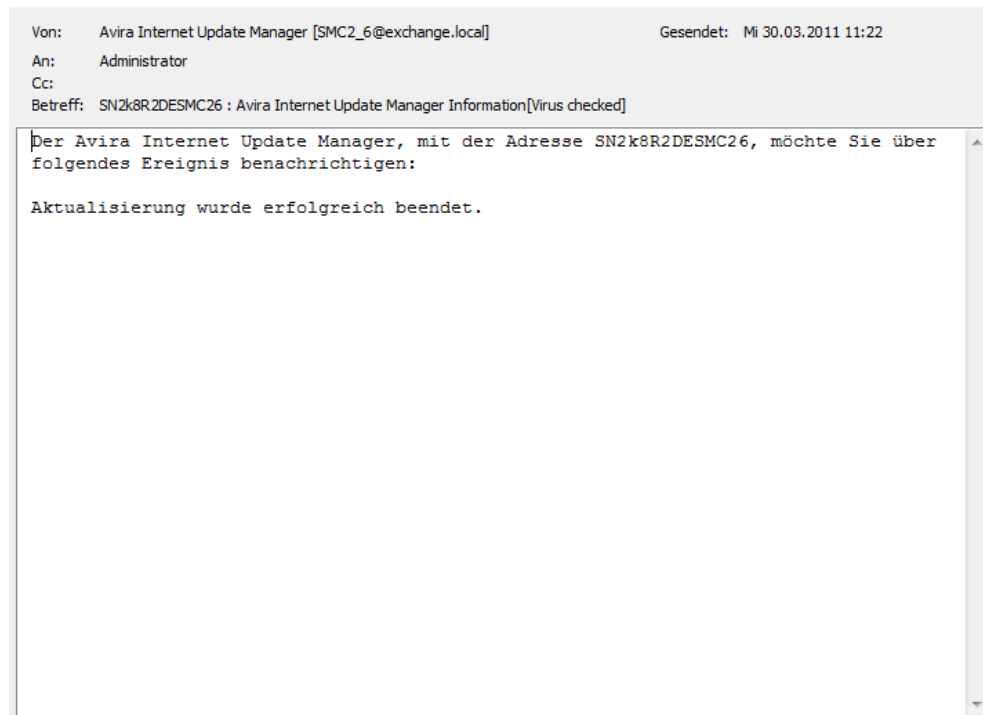 Von: Avira Internet Update Manager [SMC2_6@exchange.local] Gesendet: Mi 30.03.2011 11:22
An: Administrator
Cc:
Betreff: SN2k8R2DESMC26 : Avira Internet Update Manager Information[Virus checked]
Der Avira Internet Update Manager, mit der Adresse SN2k8R2DESMC26, möchte Sie über
folgendes Ereignis benachrichtigen:
Aktualisierung wurde erfolgreich beendet.